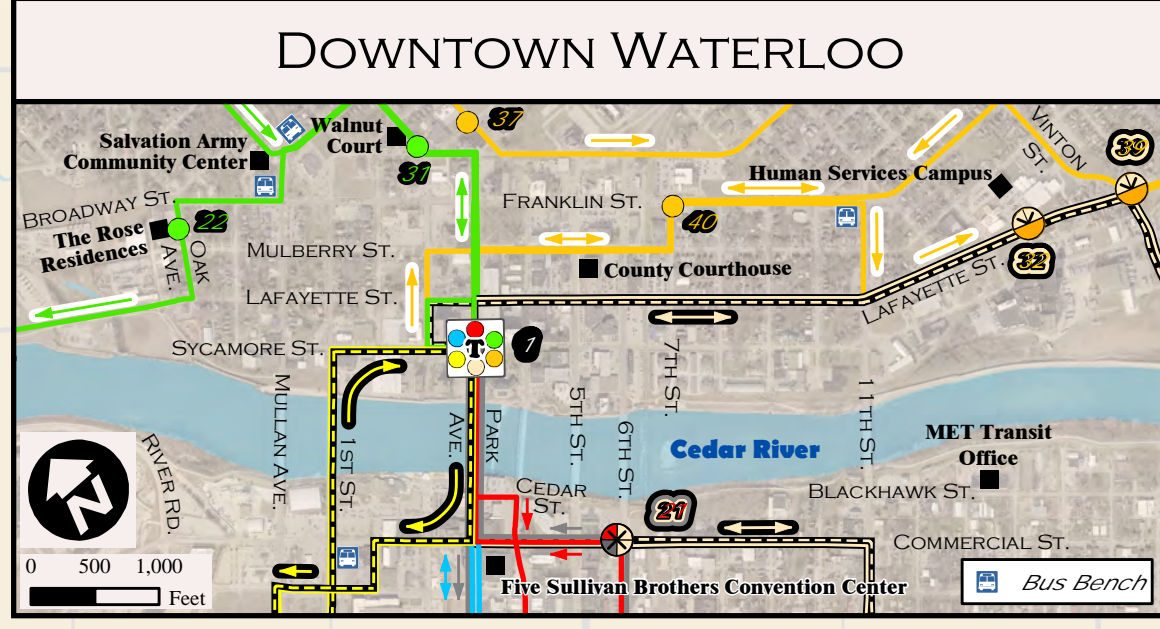 DOWNTOWN WATERLOO
37
Walnut
Court
Salvation Army
Community Center
VINTON
ST.
39
31
Human Services Campus
BROADWAY ST.
22
FRANKLIN ST.
40
The Rose
Residences
OAK
AVE.
MULBERRY ST.
County Courthouse
32
LAFAYETTE ST.
LAFAYETTE ST.
SYCAMORE ST.
T
1
7TH ST.
MULLAN AVE.
1ST ST.
PARK
AVE.
5TH ST.
6TH ST.
11TH ST.
Cedar River
MET Transit
Office
RIVER RD.
N
CEDAR
ST.
21
BLACKHAWK ST.
COMMERCIAL ST.
0 500 1,000
Feet
Five Sullivan Brothers Convention Center
Bus Bench